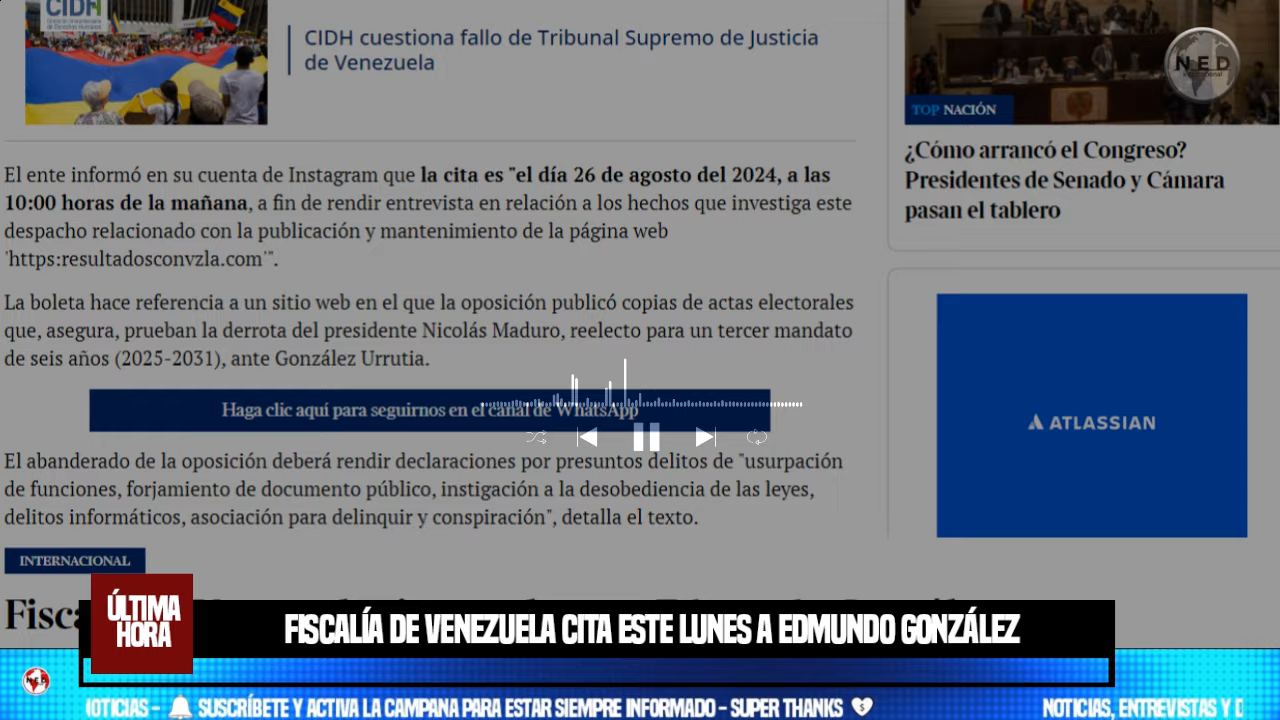 CIDH
CIDH cuestiona fallo de Tribunal Supremo de Justicia
de Venezuela
El ente informó en su cuenta de Instagram que la cita es "el día 26 de agosto del 2024, a las
10:00 horas de la mañana, a fin de rendir entrevista en relación a los hechos que investiga este
despacho relacionado con la publicación y mantenimiento de la página web
'https:resultadosconvzla.com'".
La boleta hace referencia a un sitio web en el que la oposición publicó copias de actas electorales
que, asegura, prueban la derrota del presidente Nicolás Maduro, reelecto para un tercer mandato
de seis años (2025-2031), ante González Urrutia.
Haga clic aquí para seguirnos en el canal de WhatsApp
El abanderado de la oposición deberá rendir declaraciones por presuntos delitos de "usurpación
de funciones, forjamiento de documento público, instigación a la desobediencia de las leyes,
delitos informáticos, asociación para delinquir y conspiración", detalla el texto.
INTERNACIONAL
NED
TOP NACIÓN
¿Cómo arrancó el Congreso?
Presidentes de Senado y Cámara
pasan el tablero
ATLASSIAN
ÚLTIMA
HORA
FISCALÍA DE VENEZUELA CITA ESTE LUNES A EDMUNDO GONZÁLEZ
NED
OTICIAS - SUSCRÍBETE Y ACTIVA LA CAMPANA PARA ESTAR SIEMPRE INFORMADO - SUPER THANKS
NOTICIAS, ENTREVISTAS Y D